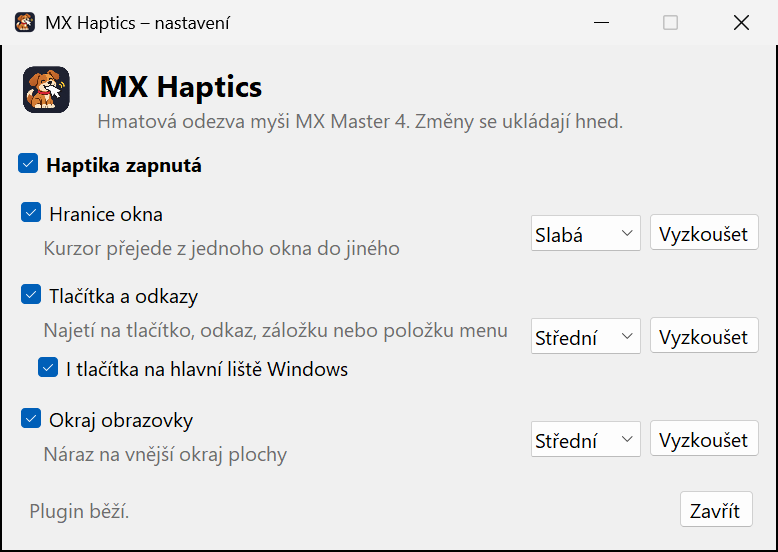 MX Haptics – nastavení
MX Haptics
Hmatová odezva myši MX Master 4. Změny se ukládají hned.
Haptika zapnutá
Hranice okna
Kurzor přejede z jednoho okna do jiného
Slabá
Vyzkoušet
Tlačítka a odkazy
Najetí na tlačítko, odkaz, záložku nebo položku menu
Střední
Vyzkoušet
I tlačítka na hlavní liště Windows
Okraj obrazovky
Náraz na vnější okraj plochy
Střední
Vyzkoušet
Plugin běží.
Zavřít